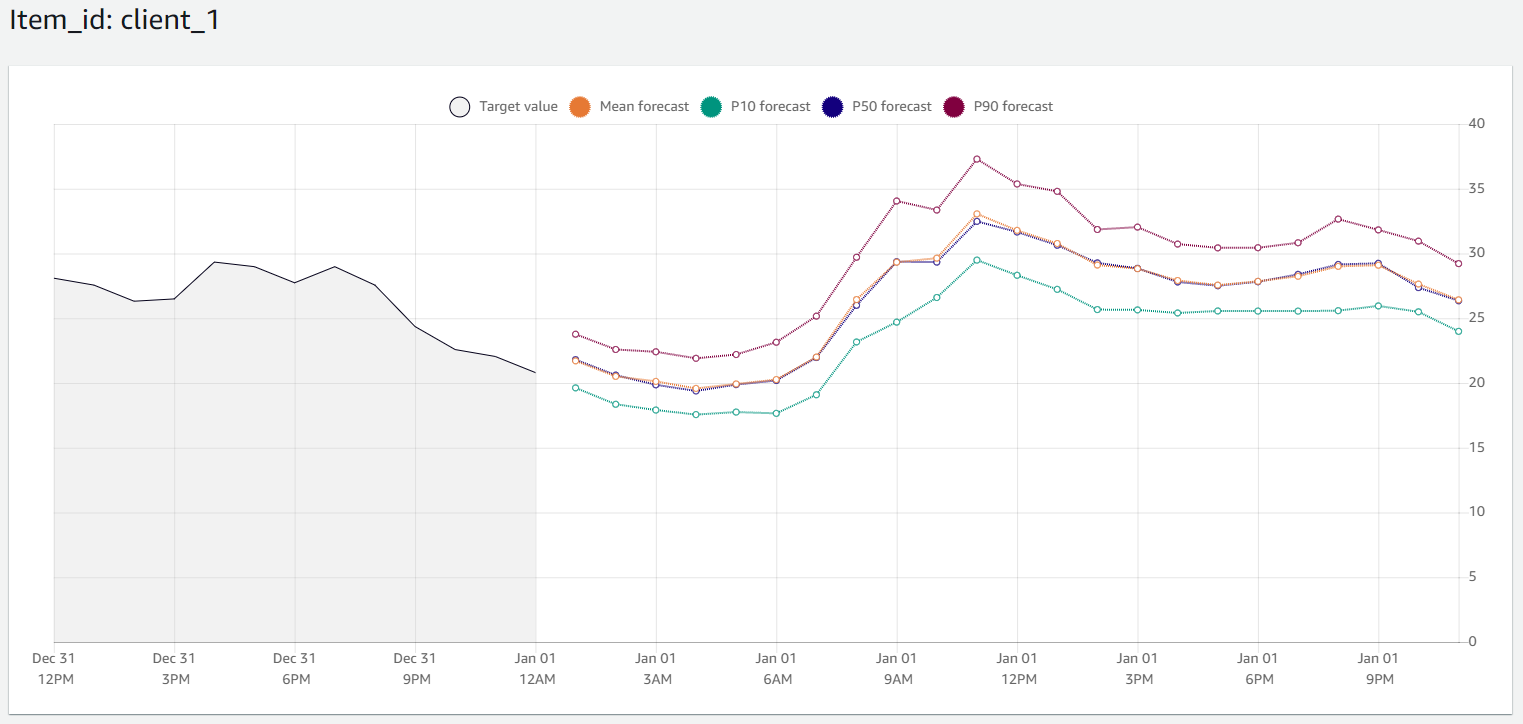 Item_id: client_1
Target value Mean forecast P10 forecast P50 forecast P90 forecast
40
35
30
25
20
15
10
5
0
Dec 31 Dec 31 Dec 31 Dec 31 Jan 01 Jan 01 Jan 01 Jan 01 Jan 01 Jan 01 Jan 01 Jan 01
12PM 3PM 6PM 9PM 12AM 3AM 6AM 9AM 12PM 3PM 6PM 9PM